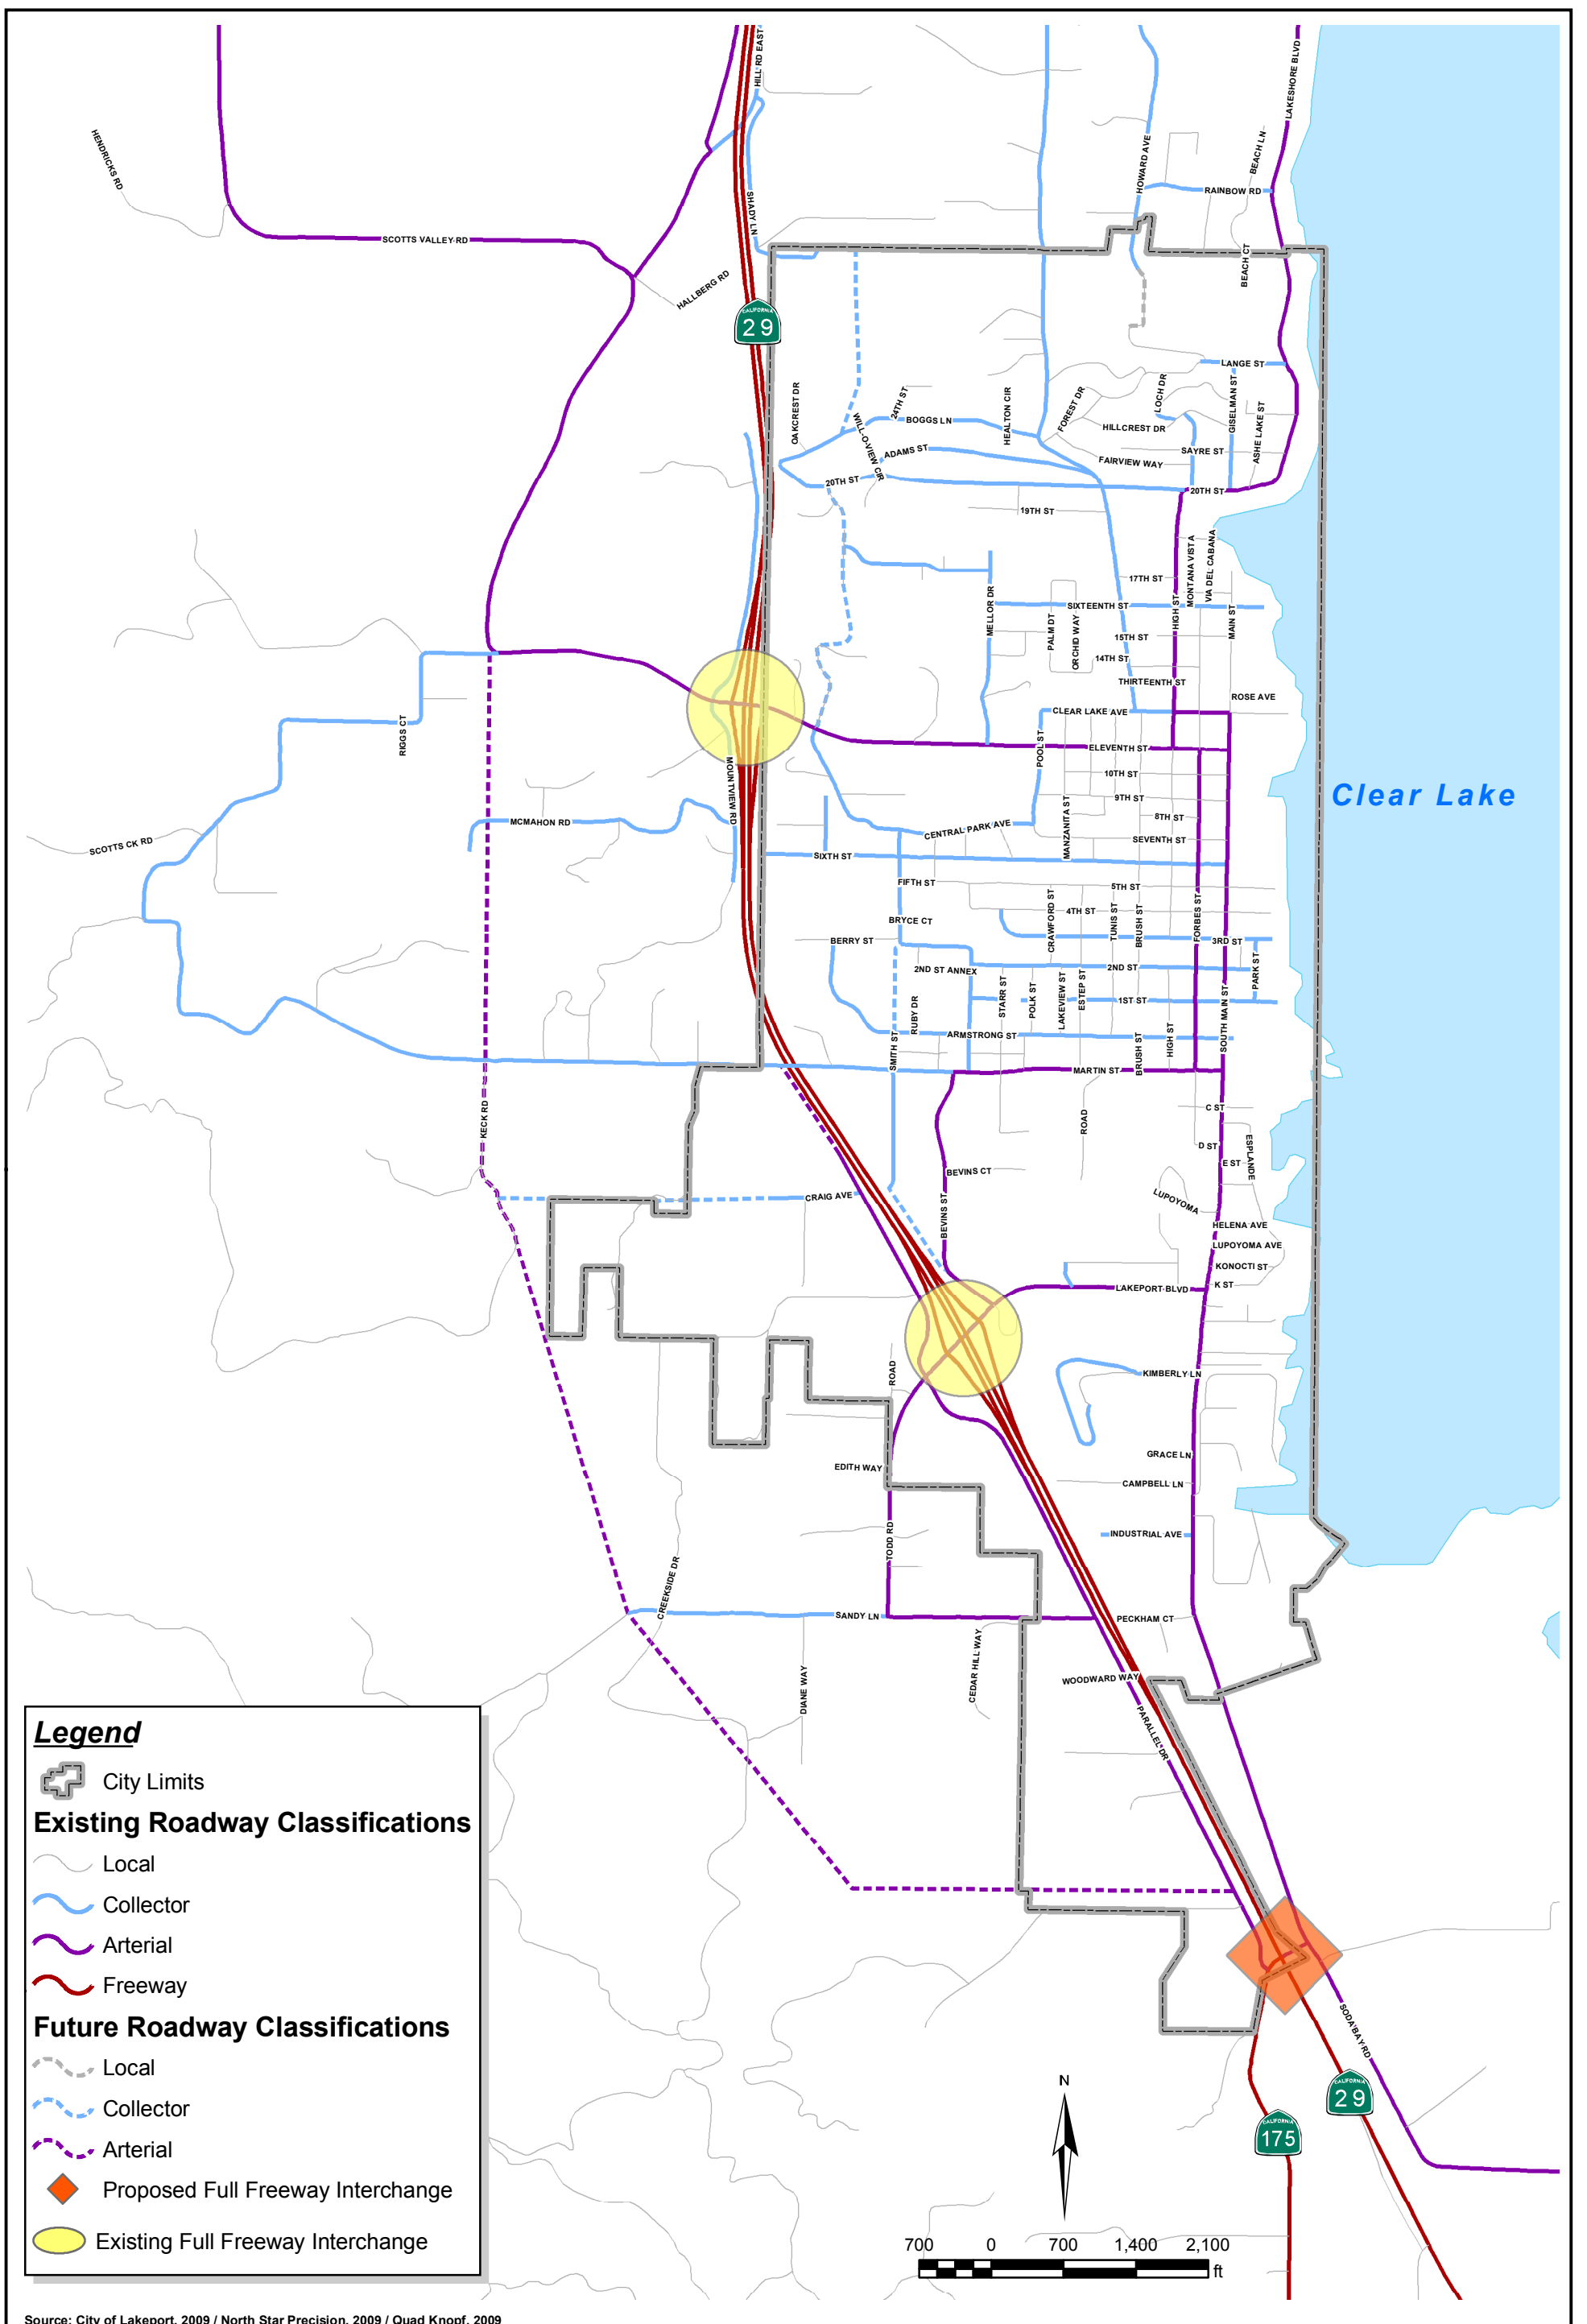 HILL RD EAST
LAKESHORE BLVD
HENDRICKS RD
HOWARD AVE
BEACH LN
RAINBOW RD
SHADY LN
SCOTTS VALLEY RD
HALLBERG RD
BEACH CT
CALIFORNIA
29
LANGE ST
OAKCREST DR
24TH ST
WILL-O-VIEW CIR
BOGGS LN
HEALTON CIR
FOREST DR
LOCH DR
GISELMAN ST
ASHE LAKE ST
HILLCREST DR
ADAMS ST
SAYRE ST
FAIRVIEW WAY
20TH ST
20TH ST
19TH ST
MONTANA VISTA
VIA DEL CABANA
17TH ST
MELLOR DR
SIXTEENTH ST
HIGH ST
MAIN ST
PALM DT
ORCHID WAY
15TH ST
14TH ST
THIRTEENTH ST
ROSE AVE
RIGGS CT
CLEAR LAKE AVE
POOL ST
ELEVENTH ST
MOUNTVIEW RD
10TH ST
Clear Lake
9TH ST
MANZANITA ST
8TH ST
MCMAHON RD
CENTRAL PARK AVE
SEVENTH ST
SCOTTS CK RD
SIXTH ST
FIFTH ST
5TH ST
CRAWFORD ST
4TH ST
TUNIS ST
BRUSH ST
FORBES ST
BRYCE CT
BERRY ST
3RD ST
2ND ST ANNEX
2ND ST
PARK ST
STARR ST
POLK ST
LAKEVIEW ST
ESTEP ST
1ST ST
RUBY DR
SOUTH MAIN ST
SMITH ST
ARMSTRONG ST
BRUSH ST
HIGH ST
MARTIN ST
KECK RD
ROAD
C ST
D ST
ESPLANDE
E ST
BEVINS CT
CRAIG AVE
LUPOYOMA
BEVINS ST
HELENA AVE
LUPOYOMA AVE
KONOCTI ST
K ST
LAKEPORT BLVD
ROAD
KIMBERLY LN
GRACE LN
EDITH WAY
CAMPBELL LN
TODD RD
INDUSTRIAL AVE
CREEKSIDE DR
SANDY LN
PECKHAM CT
CEDAR HILL WAY
DIANE WAY
WOODWARD WAY
PARALLEL DR
SODA BAY RD
CALIFORNIA
29
CALIFORNIA
175
Legend
City Limits
Existing Roadway Classifications
Local
Collector
Arterial
Freeway
Future Roadway Classifications
Local
Collector
Arterial
Proposed Full Freeway Interchange
Existing Full Freeway Interchange
N
700 0 700 1,400 2,100
ft
Source: City of Lakeport, 2009 / North Star Precision, 2009 / Quad Knopf, 2009